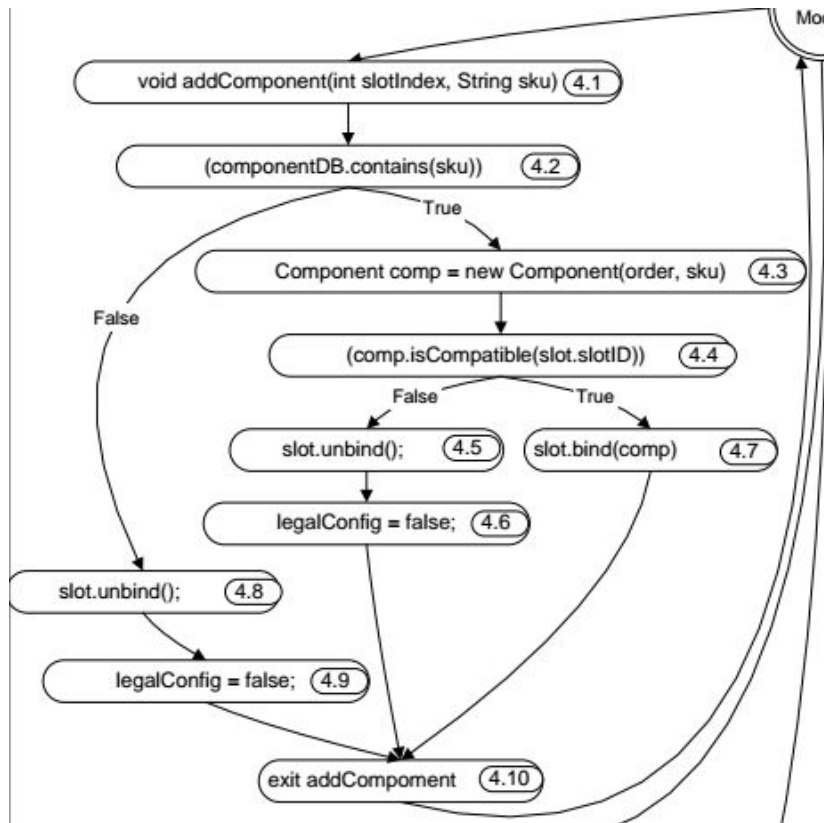 Mod
void addComponent(int slotIndex, String sku) 4.1
(componentDB.contains(sku)) 4.2
True
Component comp = new Component(order, sku) 4.3
False
(comp.isCompatible(slot.slotID)) 4.4
False True
slot.unbind(); 4.5 slot.bind(comp) 4.7
legalConfig = false; 4.6
slot.unbind(); 4.8
legalConfig = false; 4.9
exit addCompoment 4.10